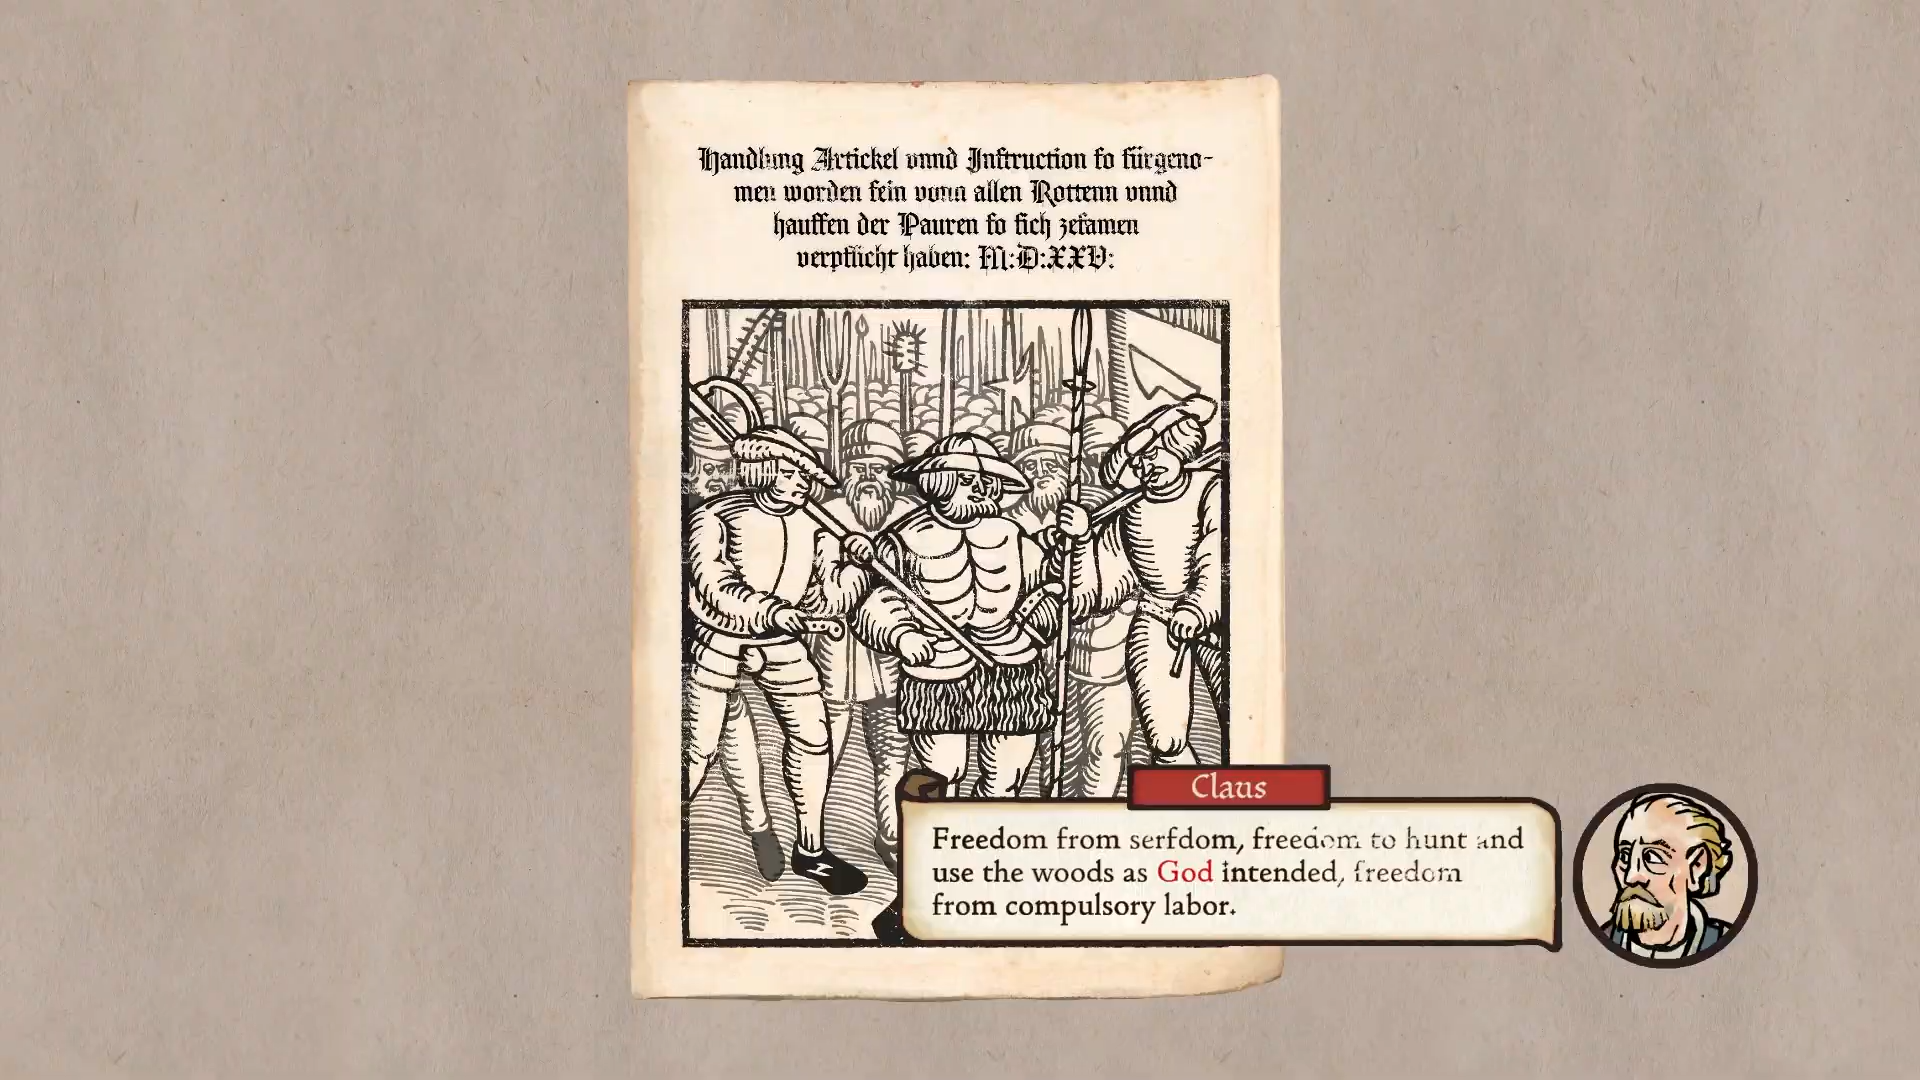 Handlung Artickel vnnd Inſtruction ſo fürgeno-
men worden ſein vonn allen Rottenn vnnd
hauffen der Pauren ſo ſich zeſamen
verpflicht haben: M:D:XXV:
Claus
Freedom from serfdom, freedom to hunt and
use the woods as God intended, freedom
from compulsory labor.